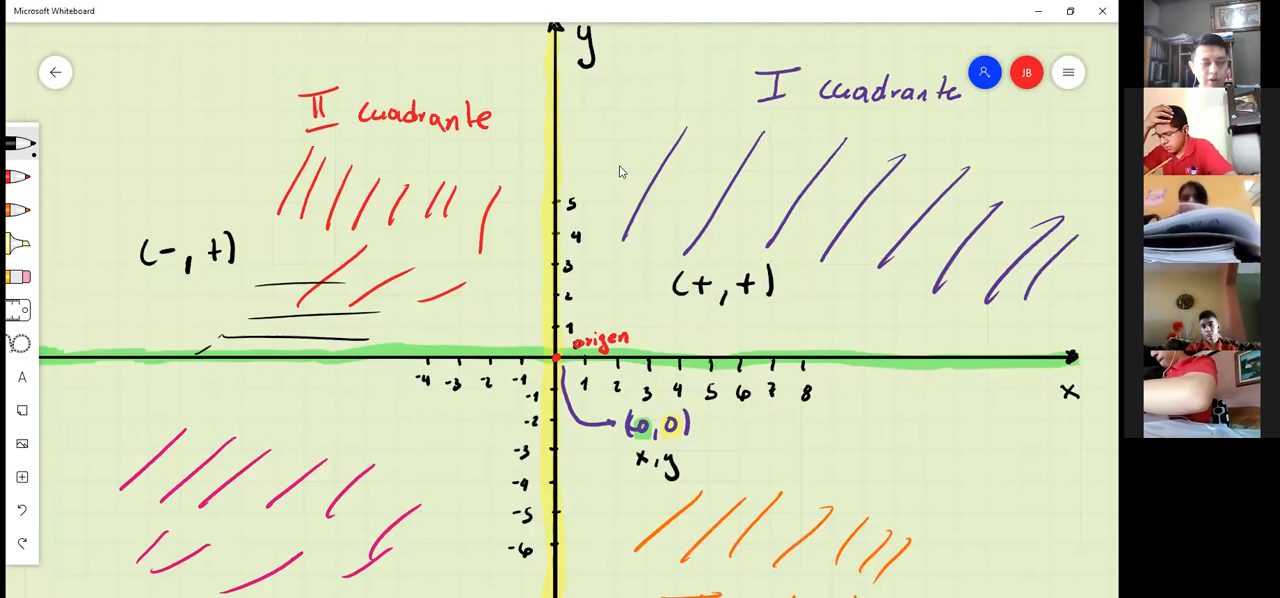 Microsoft Whiteboard
y
I cuadrante
JB
II cuadrante
5
4
(-, +)
3
(+, +)
2
1
origen
-4 -3 -2 -1
1 2 3 4 5 6 7 8
x
-1
-2
(0, 0)
x, y
-3
-4
-5
-6
A